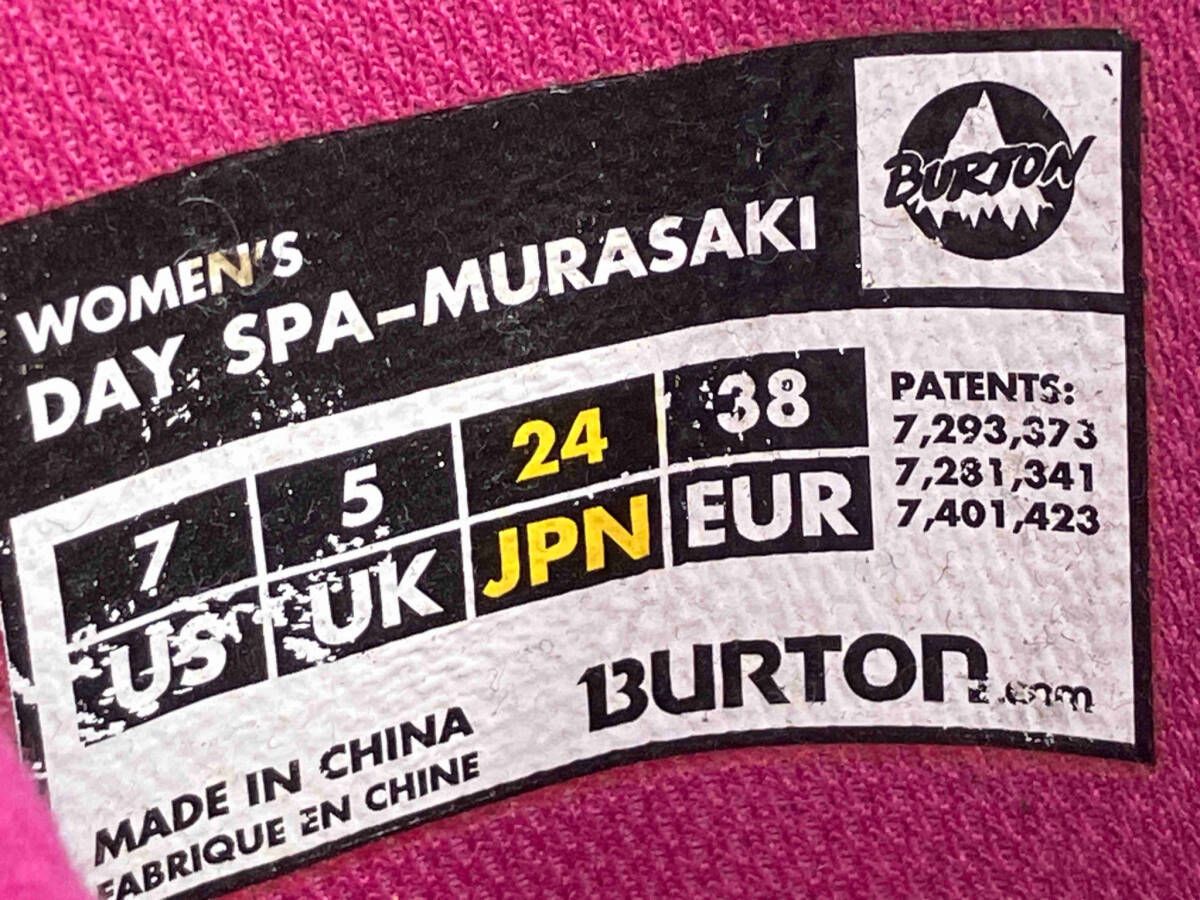 BURTON
WOMEN'S
DAY SPA-MURASAKI
7 5 24 38
US UK JPN EUR
PATENTS:
7,293,373
7,281,341
7,401,423
BURTON.com
MADE IN CHINA
FABRIQUE EN CHINE